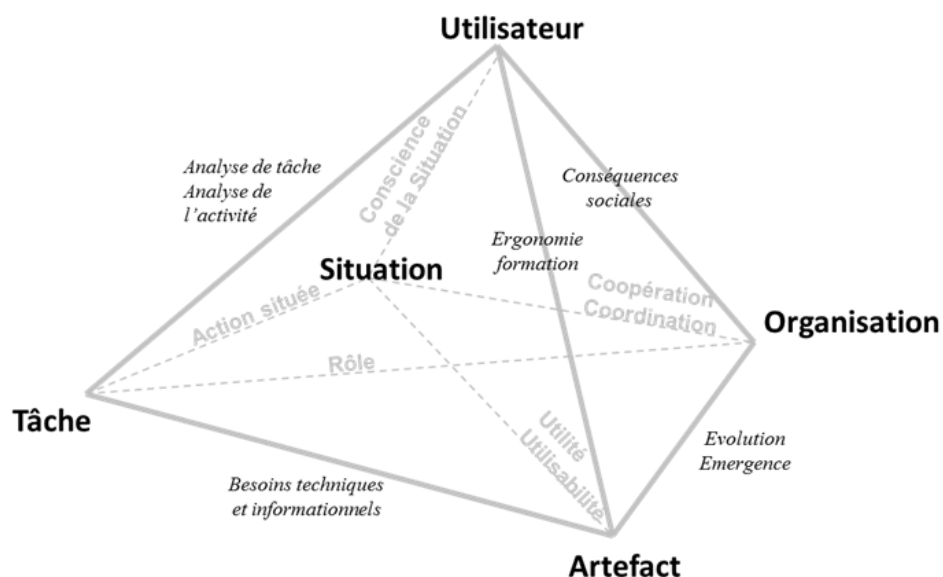 Utilisateur
Conscience
de la Situation
Analyse de tâche
Analyse de
l'activité
Conséquences
sociales
Ergonomie
formation
Situation
Coopération
Coordination
Action située
Organisation
Rôle
Tâche
Utilité
Utilisabilité
Evolution
Emergence
Besoins techniques
et informationnels
Artefact